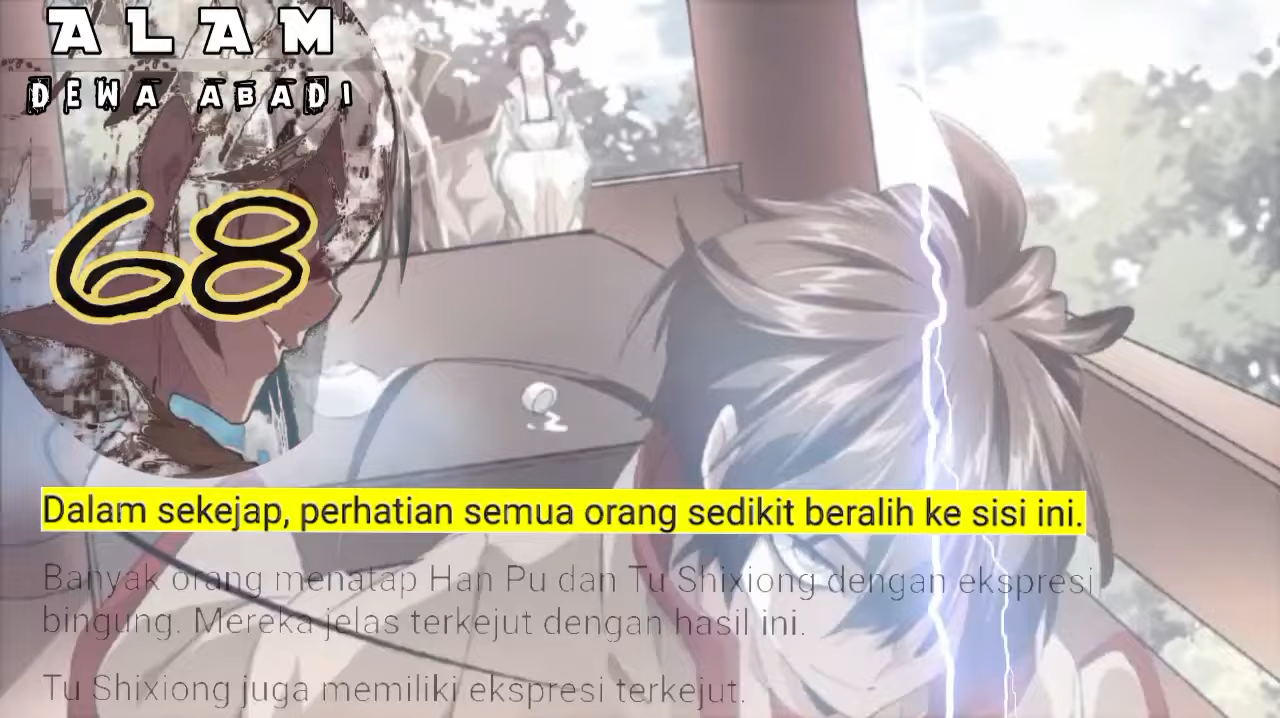 ALAM
DEWA ABADI
68
Dalam sekejap, perhatian semua orang sedikit beralih ke sisi ini.
Banyak orang menatap Han Pu dan Tu Shixiong dengan ekspresi
bingung. Mereka jelas terkejut dengan hasil ini.
Tu Shixiong juga memiliki ekspresi terkejut.